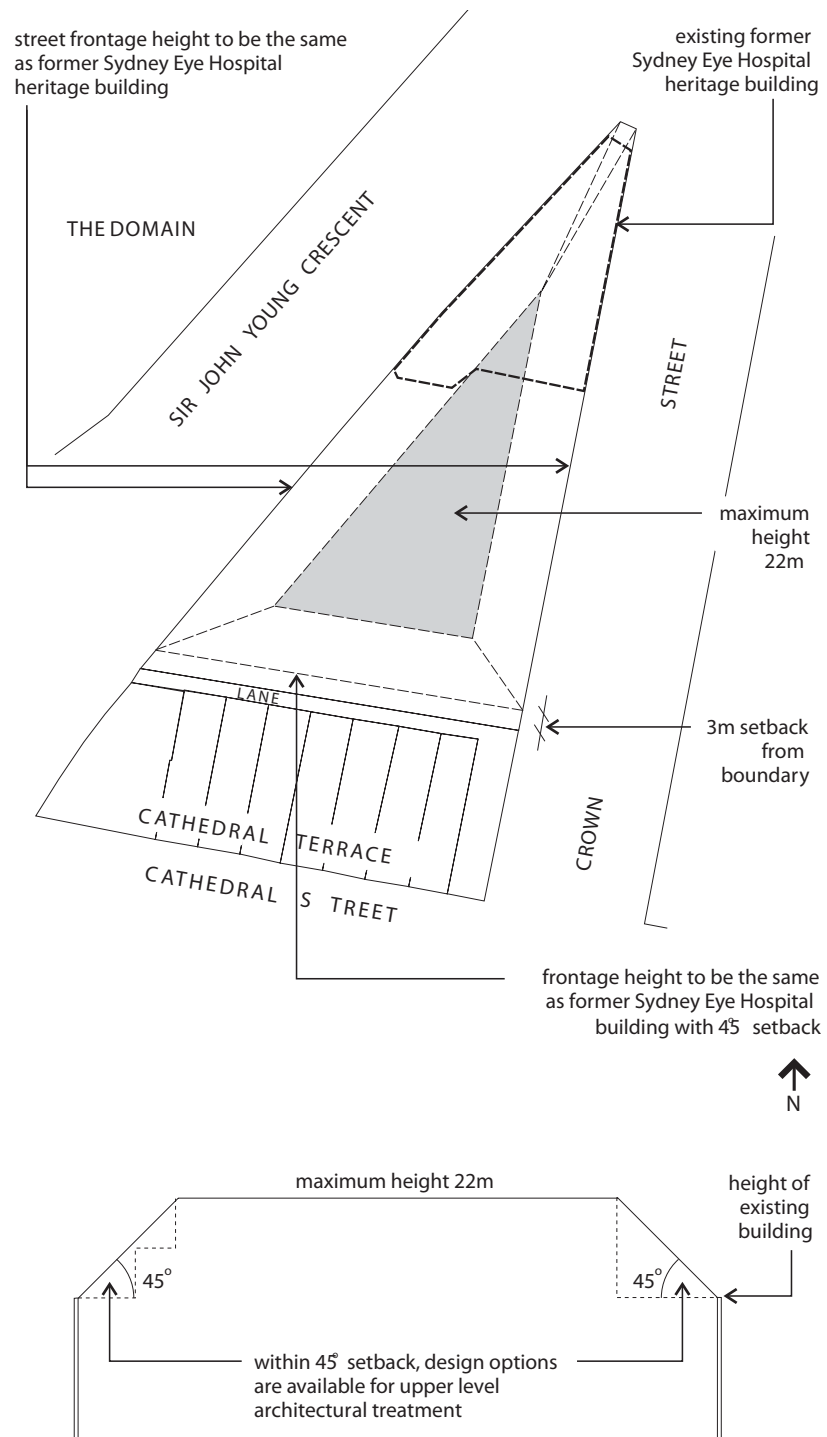 street frontage height to be the same
as former Sydney Eye Hospital
heritage building
existing former
Sydney Eye Hospital
heritage building
THE DOMAIN
SIR JOHN YOUNG CRESCENT
STREET
maximum
height
22m
LANE
3m setback
from
boundary
CROWN
CATHEDRAL TERRACE
CATHEDRAL S TREET
frontage height to be the same
as former Sydney Eye Hospital
building with 45° setback
N
maximum height 22m
height of
existing
building
45°
45°
within 45° setback, design options
are available for upper level
architectural treatment